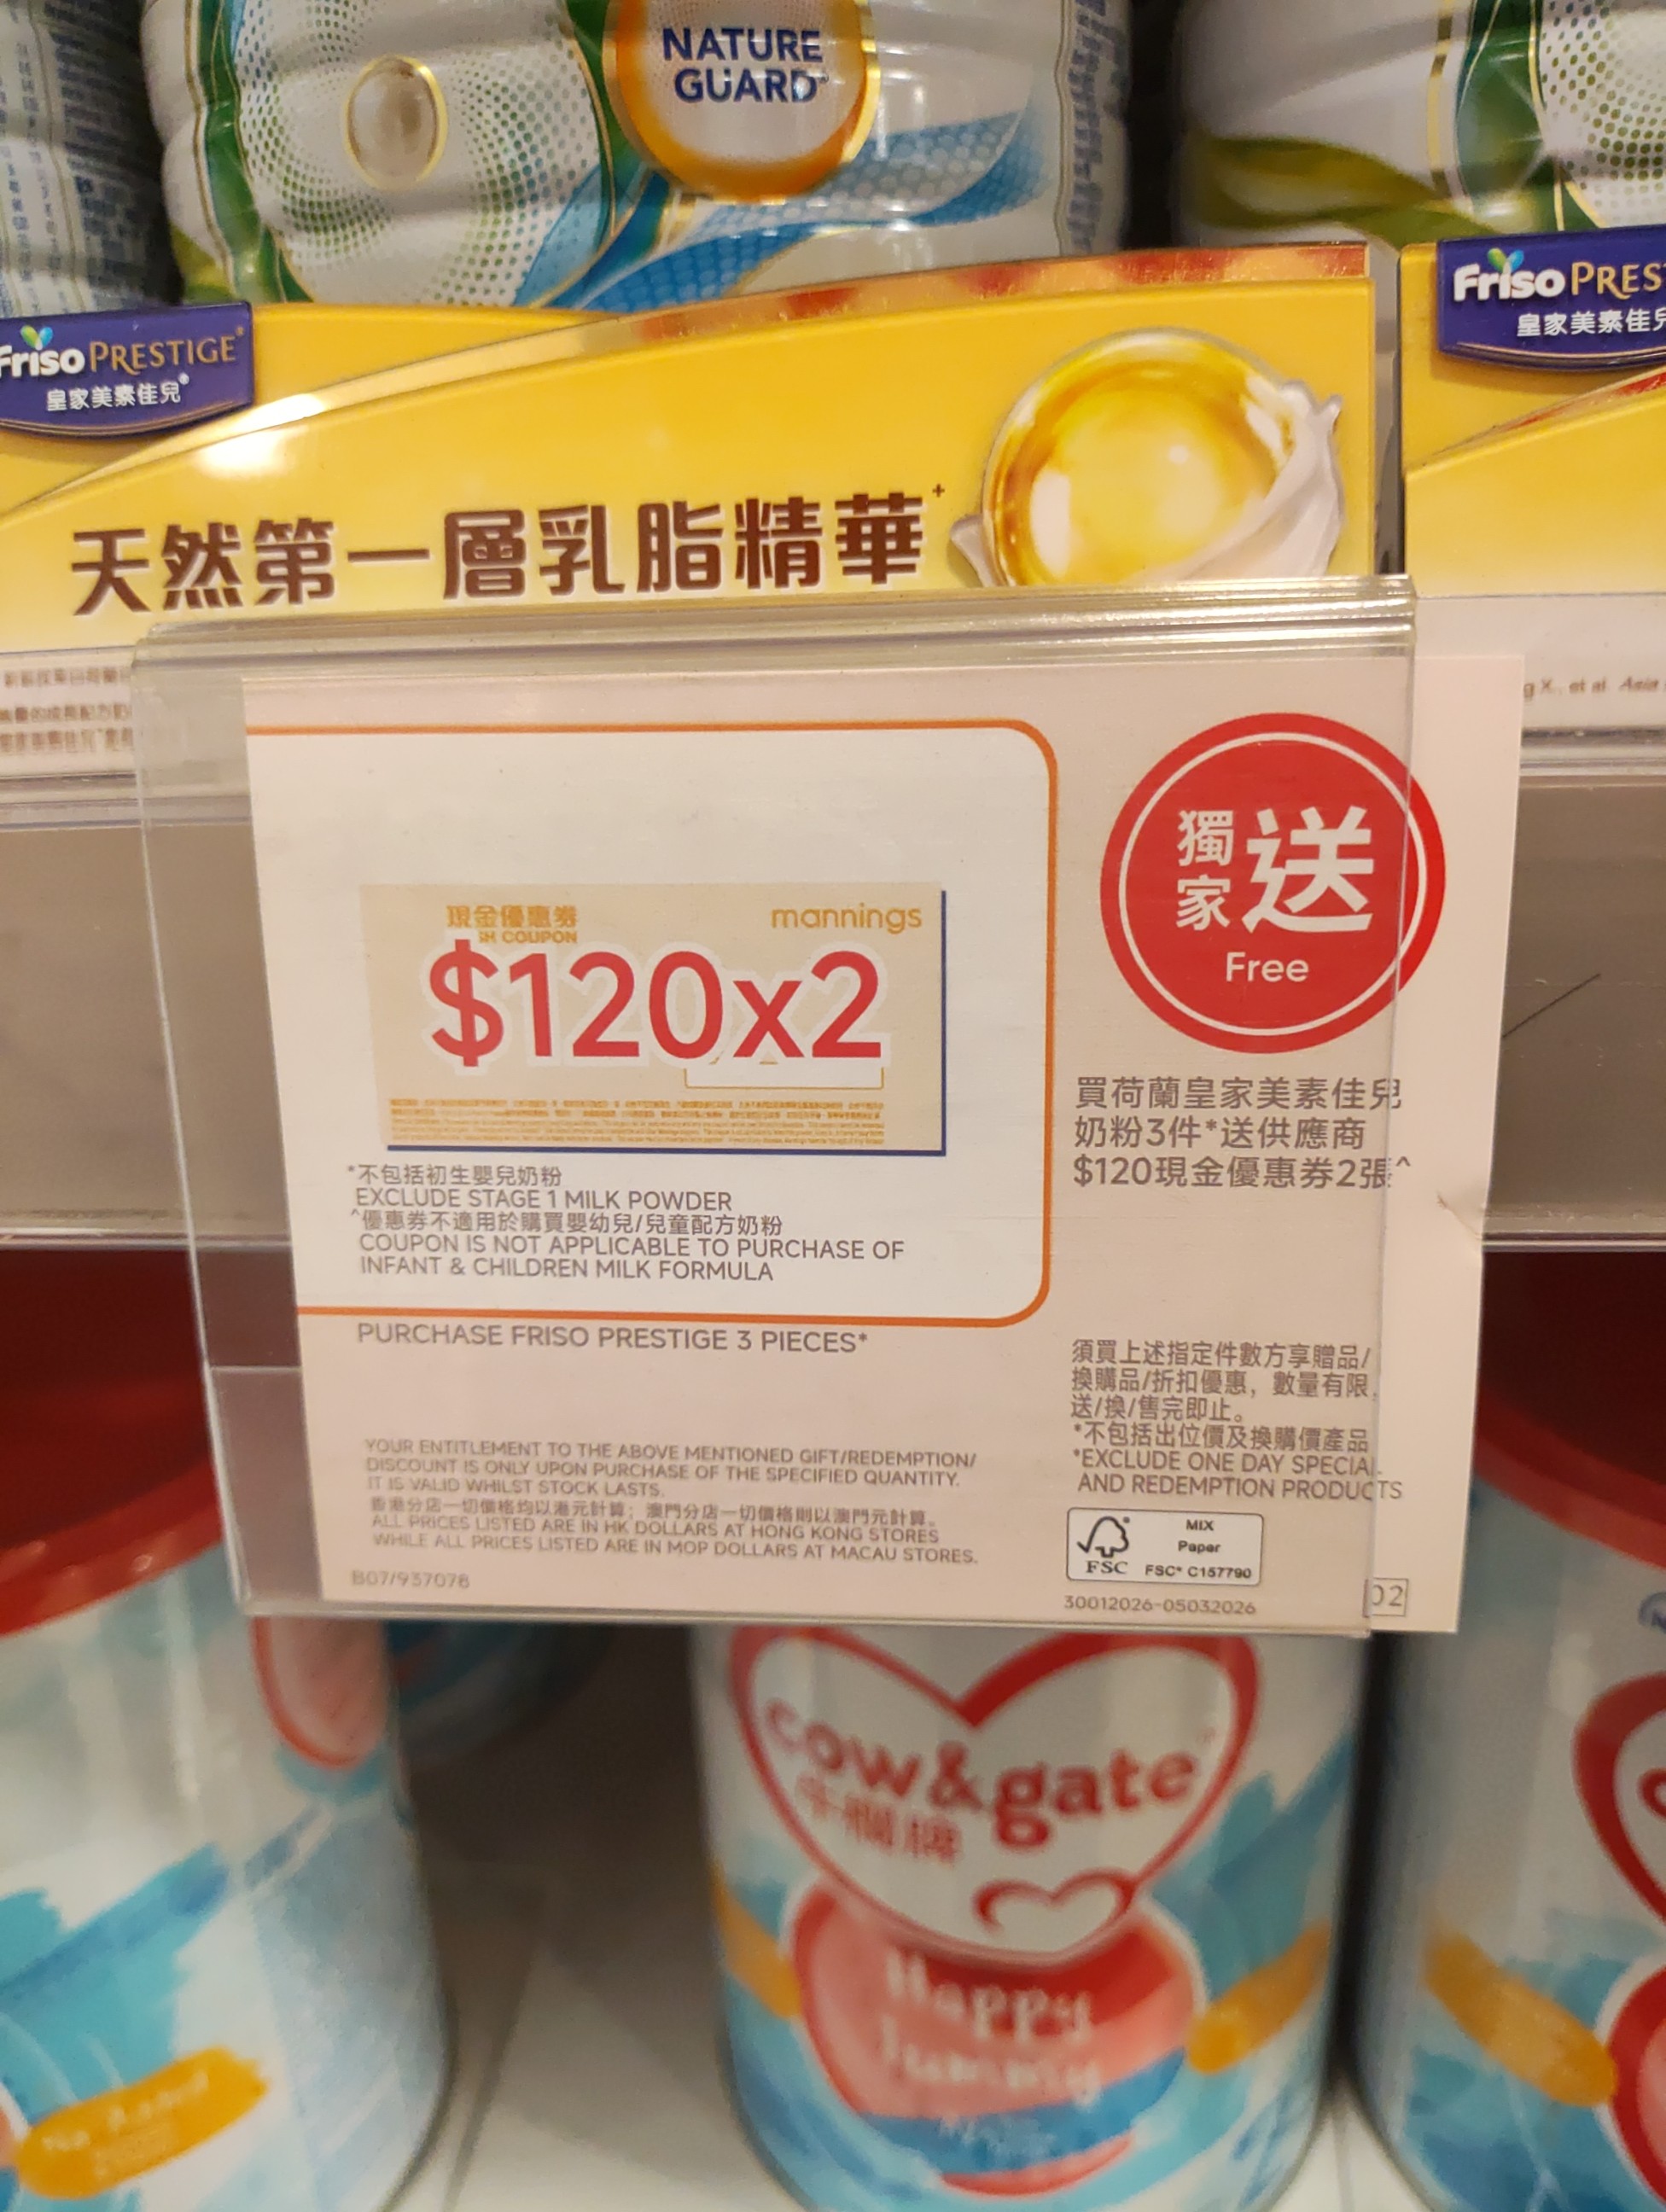 NATURE
GUARD
Friso PRESTIGE®
皇家美素佳兒®
Friso PRES
皇家美素佳兒
天然第一層乳脂精華+
g X., et al. Asia
現金優惠券
COUPON
mannings
$120x2
*不包括初生嬰兒奶粉
EXCLUDE STAGE 1 MILK POWDER
^優惠券不適用於購買嬰幼兒/兒童配方奶粉
COUPON IS NOT APPLICABLE TO PURCHASE OF
INFANT & CHILDREN MILK FORMULA
PURCHASE FRISO PRESTIGE 3 PIECES*
YOUR ENTITLEMENT TO THE ABOVE MENTIONED GIFT/REDEMPTION/
DISCOUNT IS ONLY UPON PURCHASE OF THE SPECIFIED QUANTITY.
IT IS VALID WHILST STOCK LASTS.
香港分店一切價格均以港元計算；澳門分店一切價格則以澳門元計算。
ALL PRICES LISTED ARE IN HK DOLLARS AT HONG KONG STORES
WHILE ALL PRICES LISTED ARE IN MOP DOLLARS AT MACAU STORES.
B07/937078
獨家送
Free
買荷蘭皇家美素佳兒
奶粉3件*送供應商
$120現金優惠券2張^
須買上述指定件數方享贈品/
換購品/折扣優惠，數量有限，
送/換/售完即止。
*不包括出位價及換購價產品
*EXCLUDE ONE DAY SPECIAL
AND REDEMPTION PRODUCTS
FSC
MIX
Paper
FSC® C157790
30012026-05032026
02
cow&gate
牛欄牌
Happy
Tummy